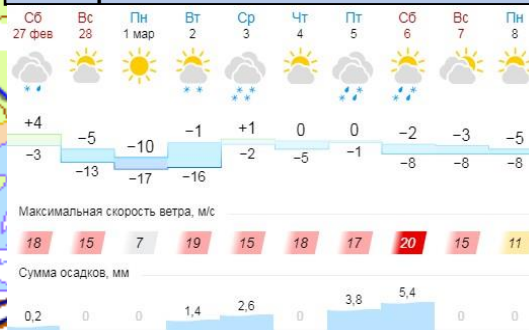 Сб Вс Пн Вт Ср Чт Пт Сб Вс Пн
27 фев 28 1 мар 2 3 4 5 6 7 8
+4 −5 −10 −1 +1 0 0 −2 −3 −5
−3 −13 −17 −16 −2 −5 −1 −8 −8 −8
Максимальная скорость ветра, м/с
18 15 7 19 15 18 17 20 15 11
Сумма осадков, мм
0,2 0 0 1,4 2,6 0 3,8 5,4 0 0